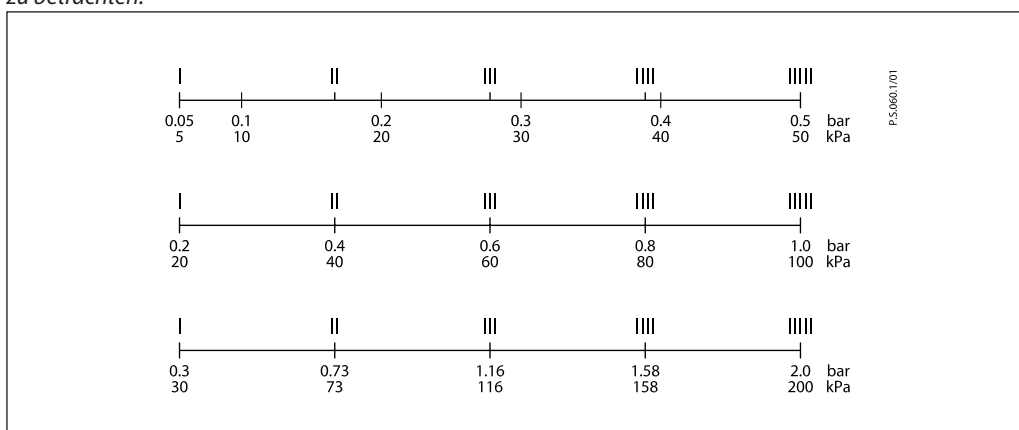 zu betrachten.
I II III IIII IIIII
0.05 0.1 0.2 0.3 0.4 0.5 bar
5 10 20 30 40 50 kPa
P.S.060.1/01
I II III IIII IIIII
0.2 0.4 0.6 0.8 1.0 bar
20 40 60 80 100 kPa
I II III IIII IIIII
0.3 0.73 1.16 1.58 2.0 bar
30 73 116 158 200 kPa